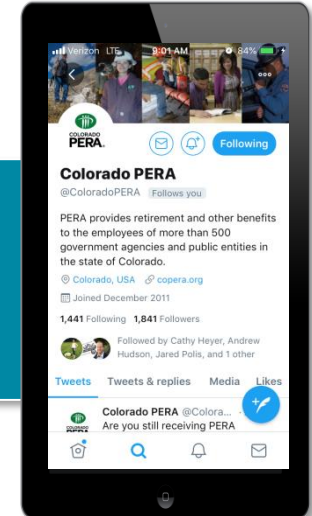 Verizon LTE 9:01 AM 84%
COLORADO
PERA
Following
Colorado PERA
@ColoradoPERA Follows you
PERA provides retirement and other benefits
to the employees of more than 500
government agencies and public entities in
the state of Colorado.
Colorado, USA copera.org
Joined December 2011
1,441 Following 1,841 Followers
Followed by Cathy Heyer, Andrew
Hudson, Jared Polis, and 1 other
Tweets Tweets & replies Media Likes
COLORADO
Colorado PERA @Colora...
Are you still receiving PERA